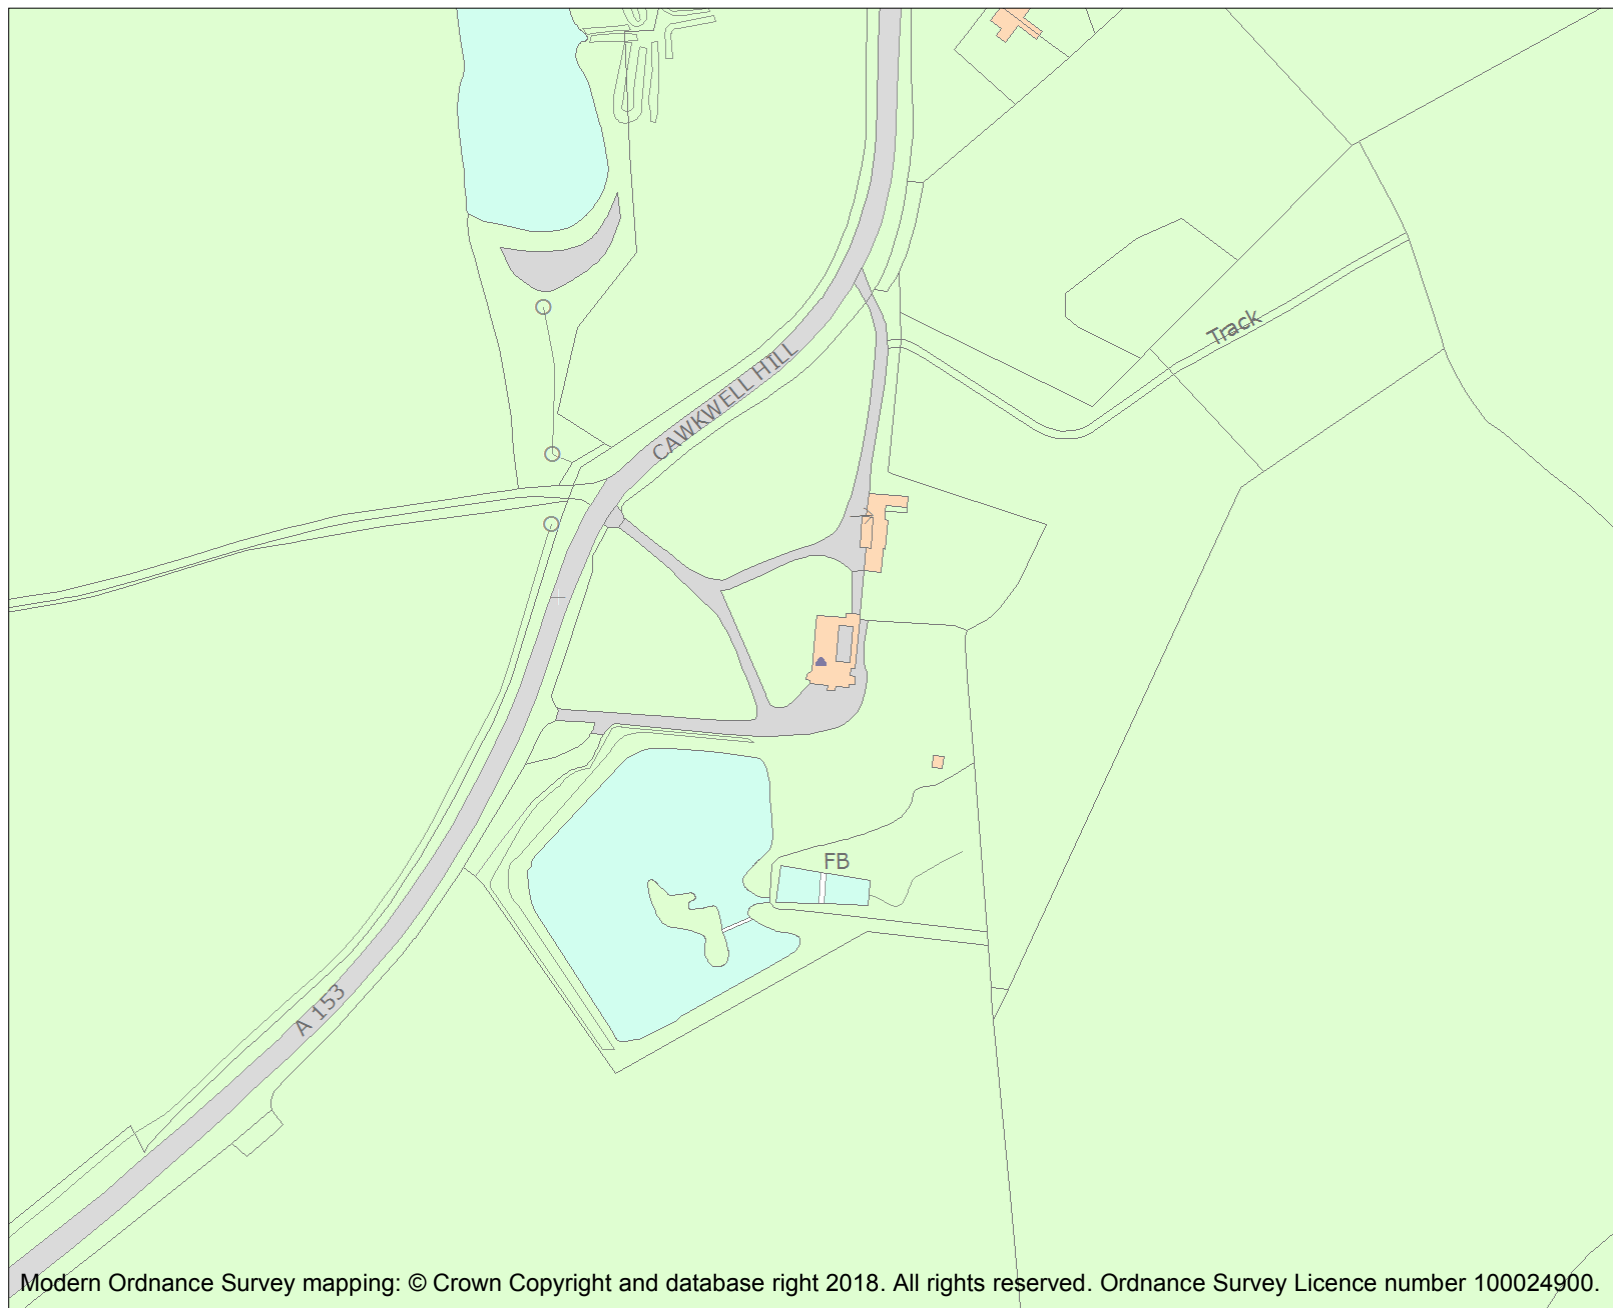 Track
CAWKWELL HILL
FB
A 153
Modern Ordnance Survey mapping: © Crown Copyright and database right 2018. All rights reserved. Ordnance Survey Licence number 100024900.